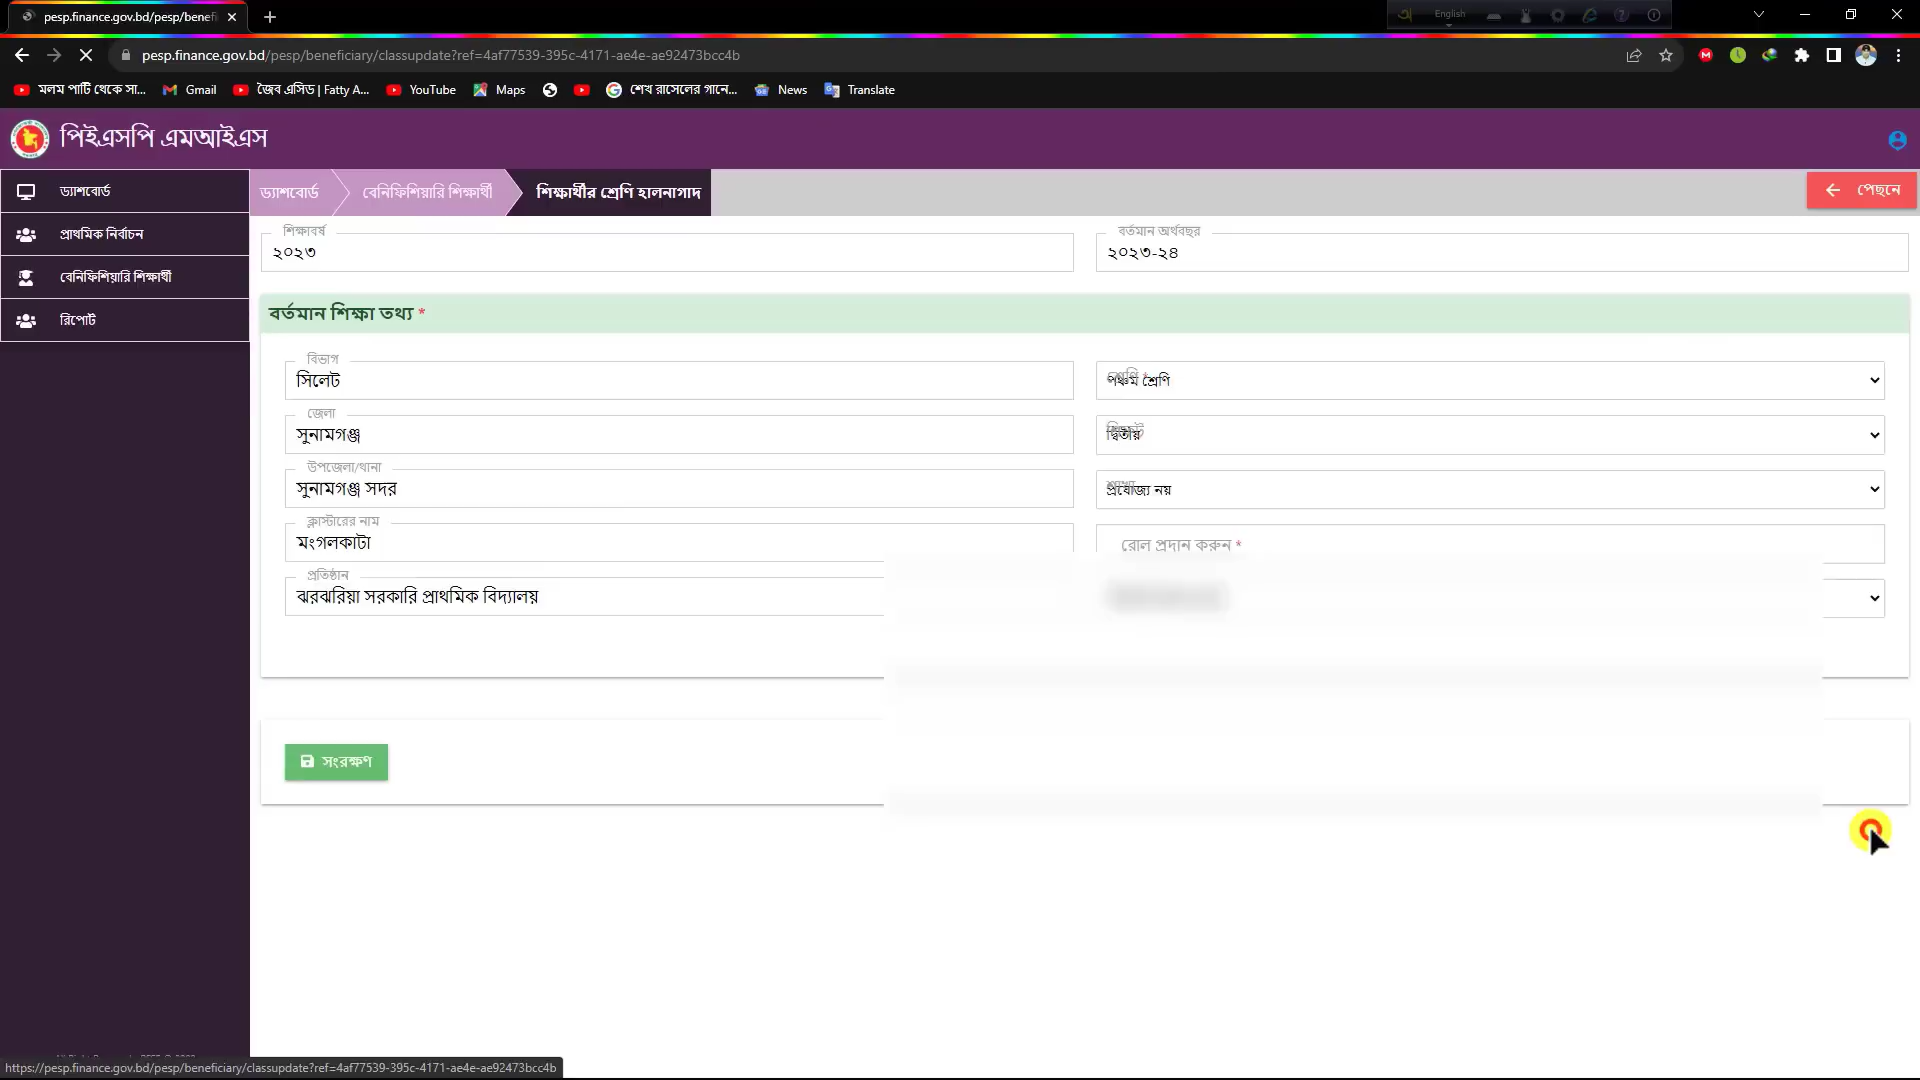 pesp.finance.gov.bd/pesp/benefi
English
pesp.finance.gov.bd/pesp/beneficiary/classupdate?ref=4af77539-395c-4171-ae4e-ae92473bcc4b
মলম পার্টি থেকে সা...
Gmail
জৈব এসিড | Fatty A...
YouTube
Maps
শেখ রাসেলের গানে...
News
Translate
পিইএসপি এমআইএস
ড্যাশবোর্ড
প্রাথমিক নির্বাচন
বেনিফিশিয়ারি শিক্ষার্থী
রিপোর্ট
ড্যাশবোর্ড
বেনিফিশিয়ারি শিক্ষার্থী
শিক্ষার্থীর শ্রেণি হালনাগাদ
পেছনে
শিক্ষাবর্ষ
২০২৩
বর্তমান অর্থবছর
২০২৩-২৪
বর্তমান শিক্ষা তথ্য *
বিভাগ
সিলেট
জেলা
সুনামগঞ্জ
উপজেলা/থানা
সুনামগঞ্জ সদর
ক্লাস্টারের নাম
মংগলকাটা
প্রতিষ্ঠান
ঝরঝরিয়া সরকারি প্রাথমিক বিদ্যালয়
পঞ্চম শ্রেণি
দ্বিতীয়
প্রযোজ্য নয়
রোল প্রদান করুন *
সংরক্ষণ
https://pesp.finance.gov.bd/pesp/beneficiary/classupdate?ref=4af77539-395c-4171-ae4e-ae92473bcc4b